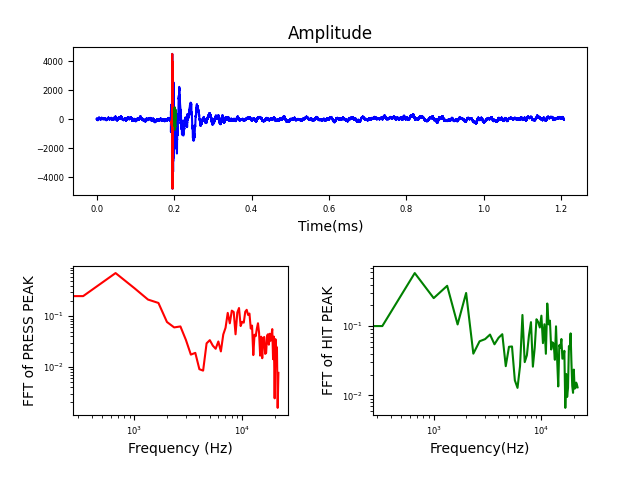 Amplitude
4000
2000
0
−2000
−4000
0.0 0.2 0.4 0.6 0.8 1.0 1.2
Time(ms)
FFT of PRESS PEAK
10⁻¹
10⁻²
10³ 10⁴
Frequency (Hz)
FFT of HIT PEAK
10⁻¹
10⁻²
10³ 10⁴
Frequency(Hz)